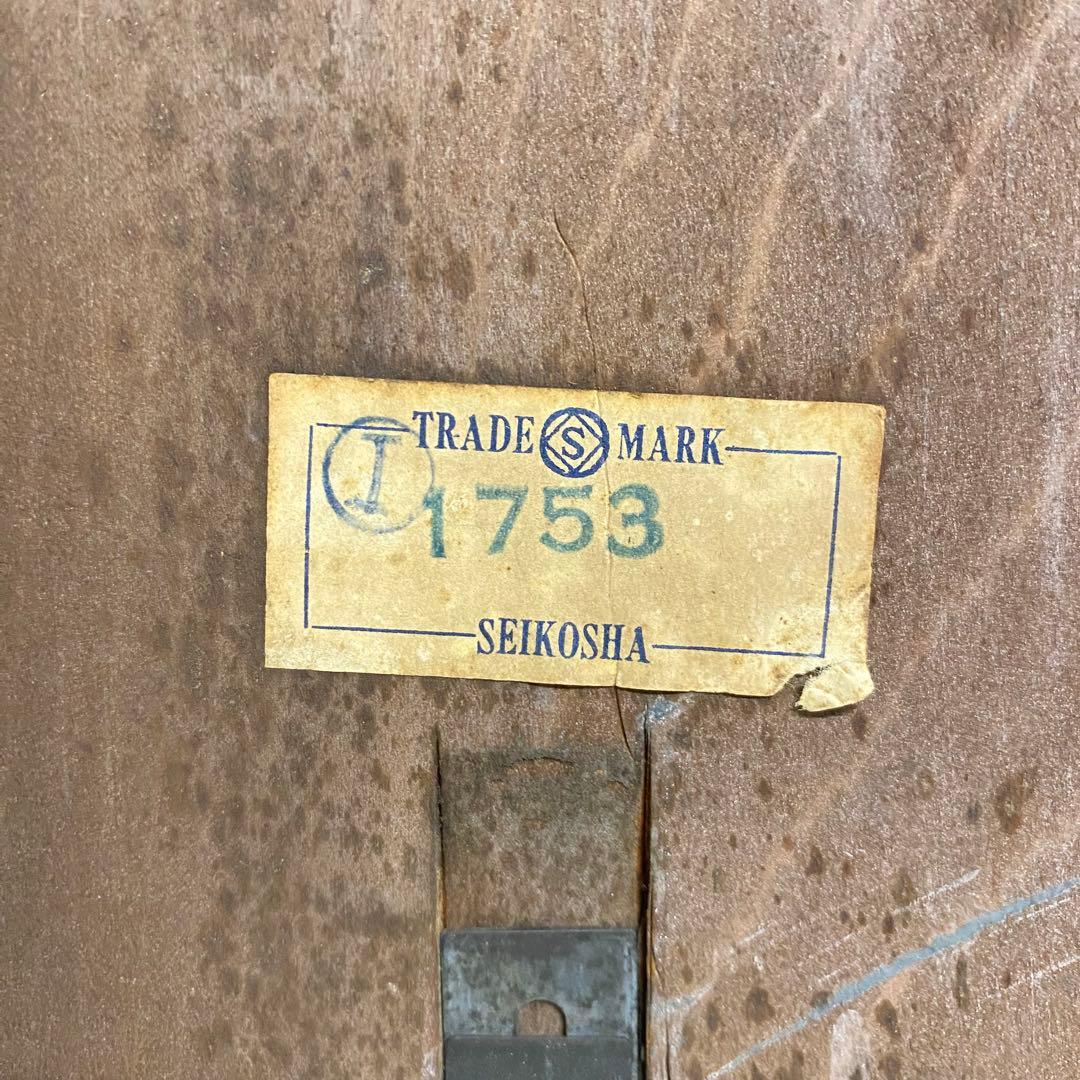 TRADE S MARK
I
1753
SEIKOSHA